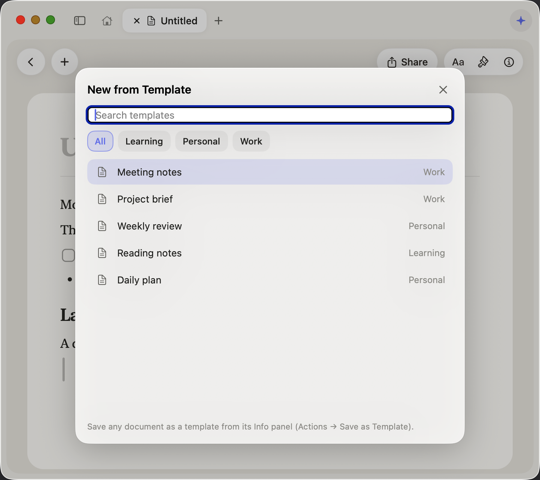 Untitled
Share
Aa
New from Template
Search templates
All
Learning
Personal
Work
Meeting notes Work
Project brief Work
Weekly review Personal
Reading notes Learning
Daily plan Personal
Save any document as a template from its Info panel (Actions → Save as Template).